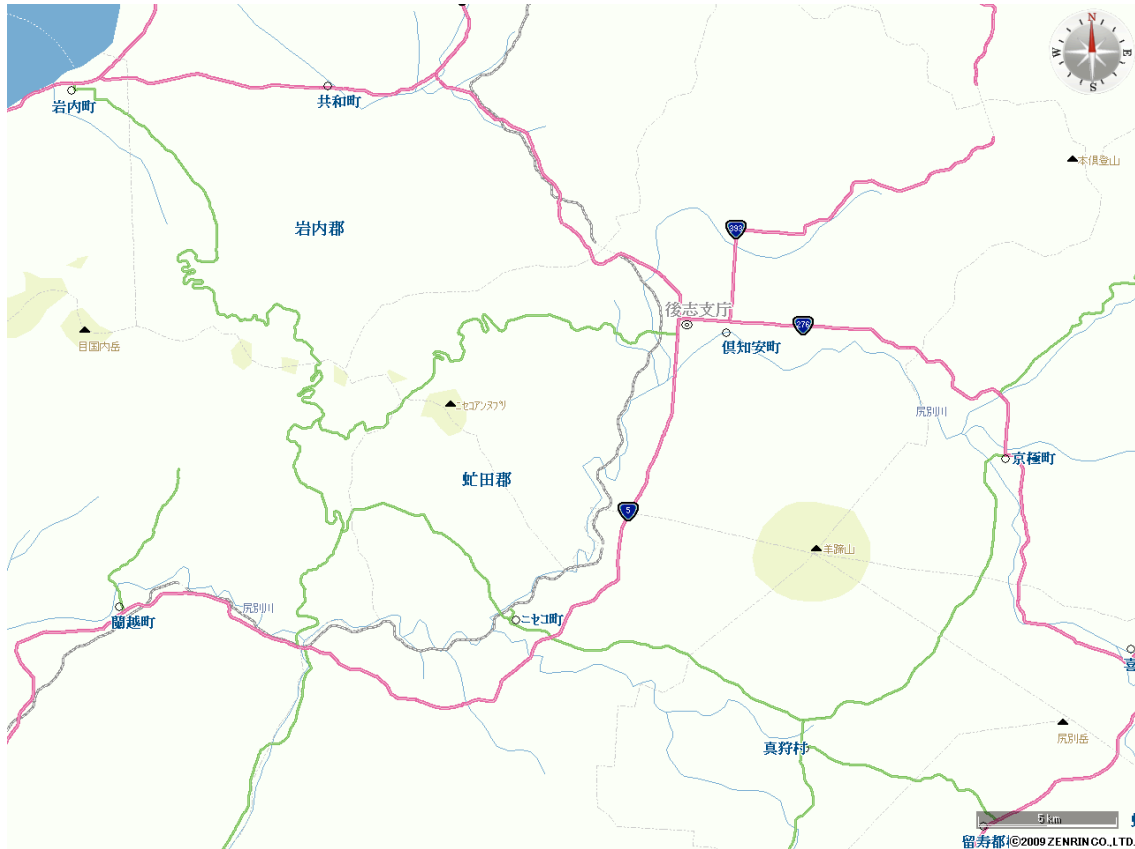 N
W
E
S
岩内町
共和町
本倶登山
岩内郡
393
後志支庁
276
倶知安町
目国内岳
ニセコアンヌプリ
尻別川
京極町
虻田郡
5
羊蹄山
尻別川
蘭越町
ニセコ町
喜
尻別岳
真狩村
5km
留寿都村
©2009 ZENRIN CO., LTD.